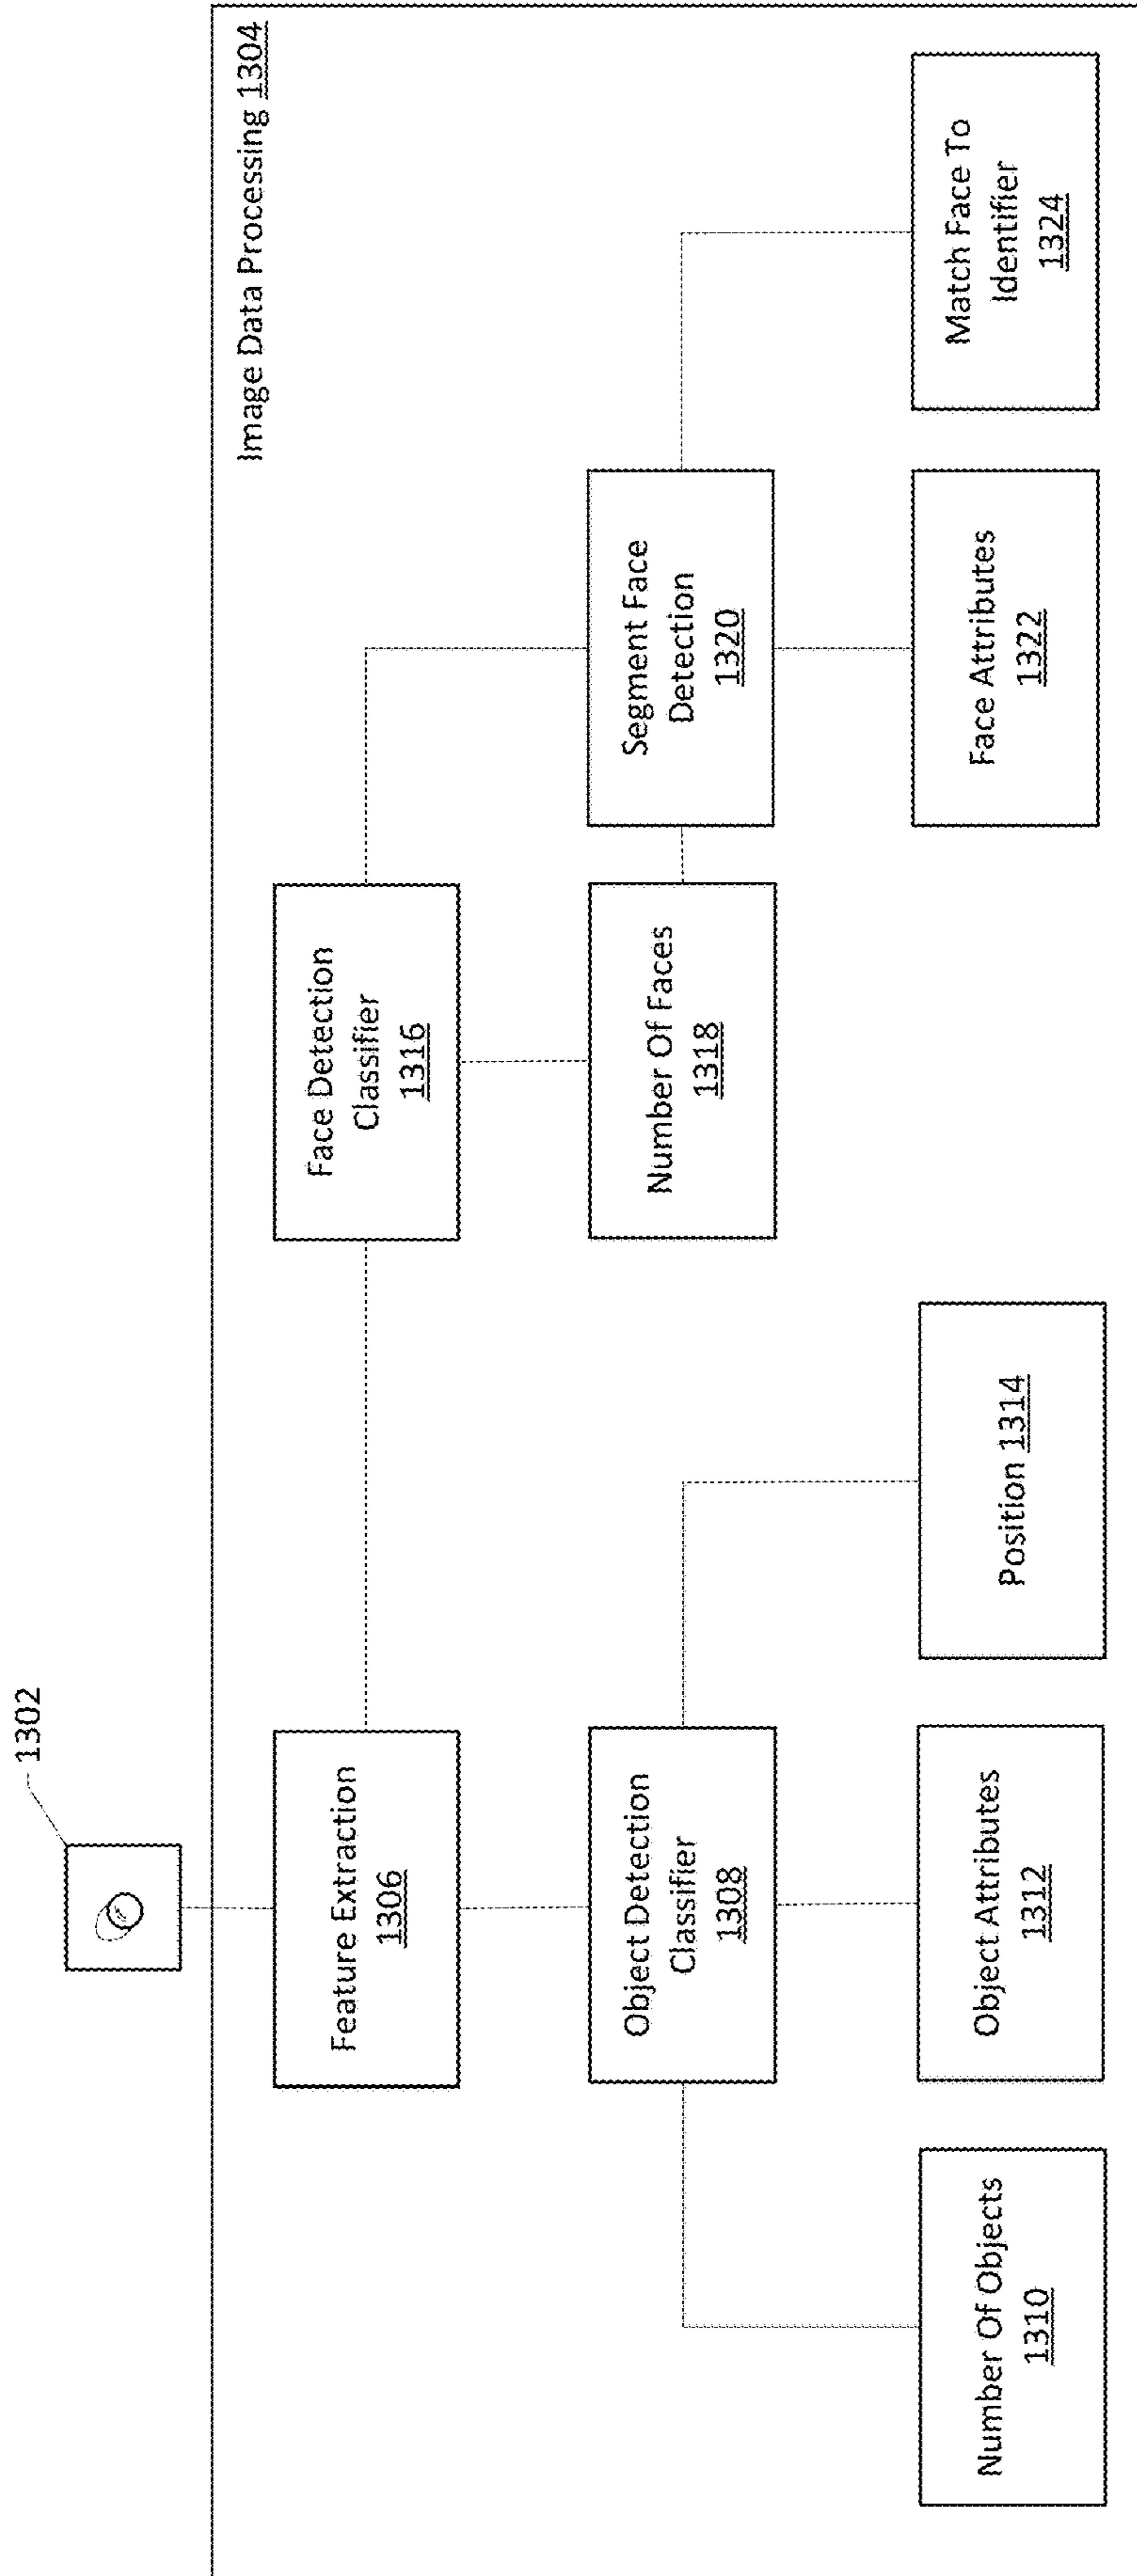 1302
Image Data Processing 1304
Feature Extraction
1306
Face Detection
Classifier
1316
Object Detection
Classifier
1308
Number Of Faces
1318
Segment Face
Detection
1320
Number Of Objects
1310
Object Attributes
1312
Position 1314
Face Attributes
1322
Match Face To
Identifier
1324